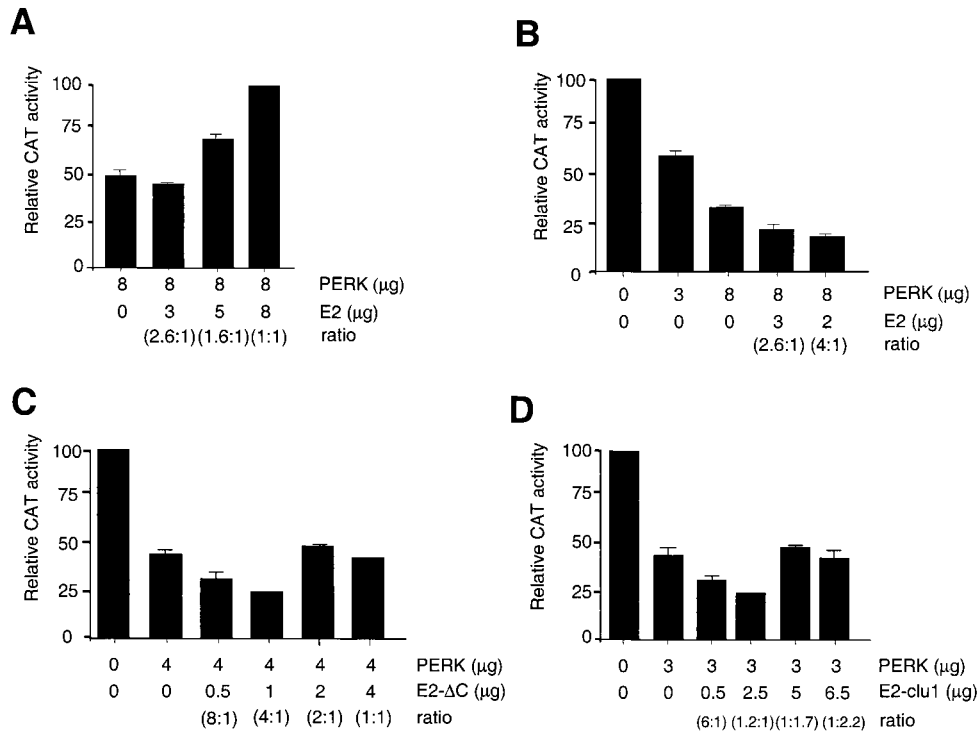 A
Relative CAT activity
100
75
50
25
0
8 8 8 8 PERK (μg)
0 3 5 8 E2 (μg)
(2.6:1) (1.6:1) (1:1) ratio
B
Relative CAT activity
100
75
50
25
0
0 3 8 8 8 PERK (μg)
0 0 0 3 2 E2 (μg)
(2.6:1) (4:1) ratio
C
Relative CAT activity
100
75
50
25
0
0 4 4 4 4 4 PERK (μg)
0 0 0.5 1 2 4 E2-ΔC (μg)
(8:1) (4:1) (2:1) (1:1) ratio
D
Relative CAT activity
100
75
50
25
0
0 3 3 3 3 3 PERK (μg)
0 0 0.5 2.5 5 6.5 E2-clu1 (μg)
(6:1) (1.2:1) (1:1.7) (1:2.2) ratio